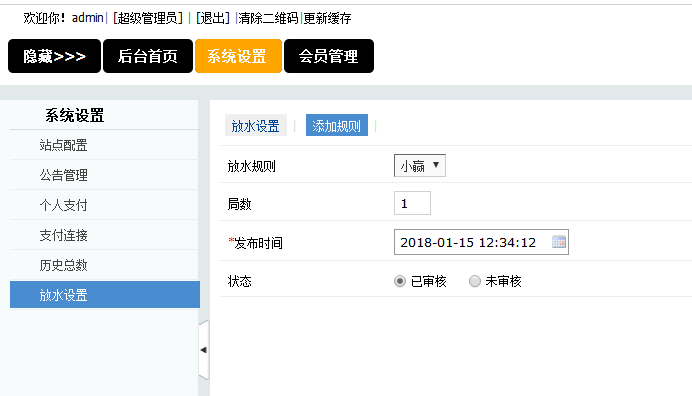 欢迎你！admin| [超级管理员] | [退出] |清除二维码|更新缓存
隐藏>>> 后台首页 系统设置 会员管理
系统设置
站点配置
公告管理
个人支付
支付连接
历史总数
放水设置
放水设置 | 添加规则 |
放水规则 小赢
局数 1
*发布时间 2018-01-15 12:34:12
状态 已审核 未审核